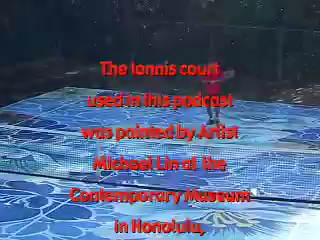 The tennis court
used in this podcast
was painted by Artist
Michael Lin at the
Contemporary Museum
in Honolulu,